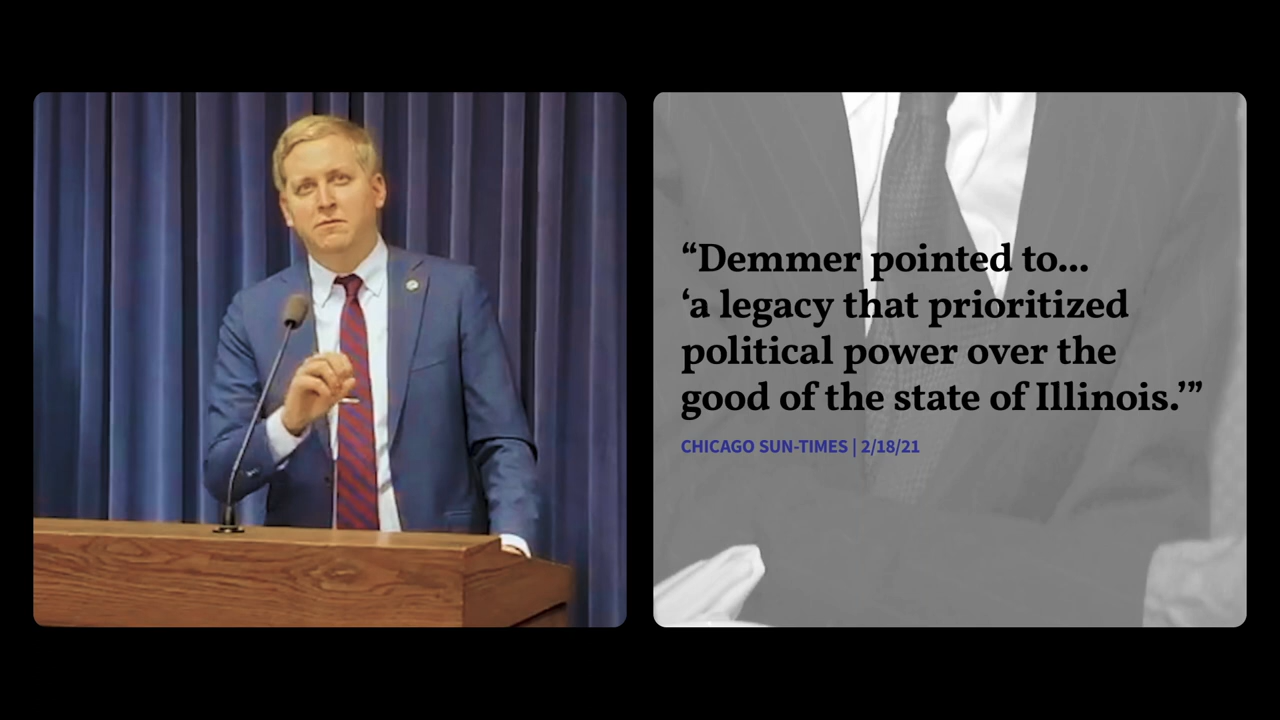 “Demmer pointed to...
‘a legacy that prioritized
political power over the
good of the state of Illinois.’”
CHICAGO SUN-TIMES | 2/18/21